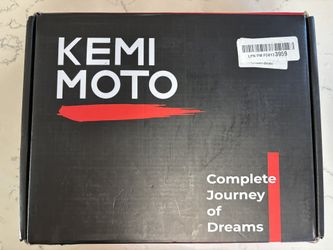 KEMI
MOTO
Complete
Journey
of
Dreams